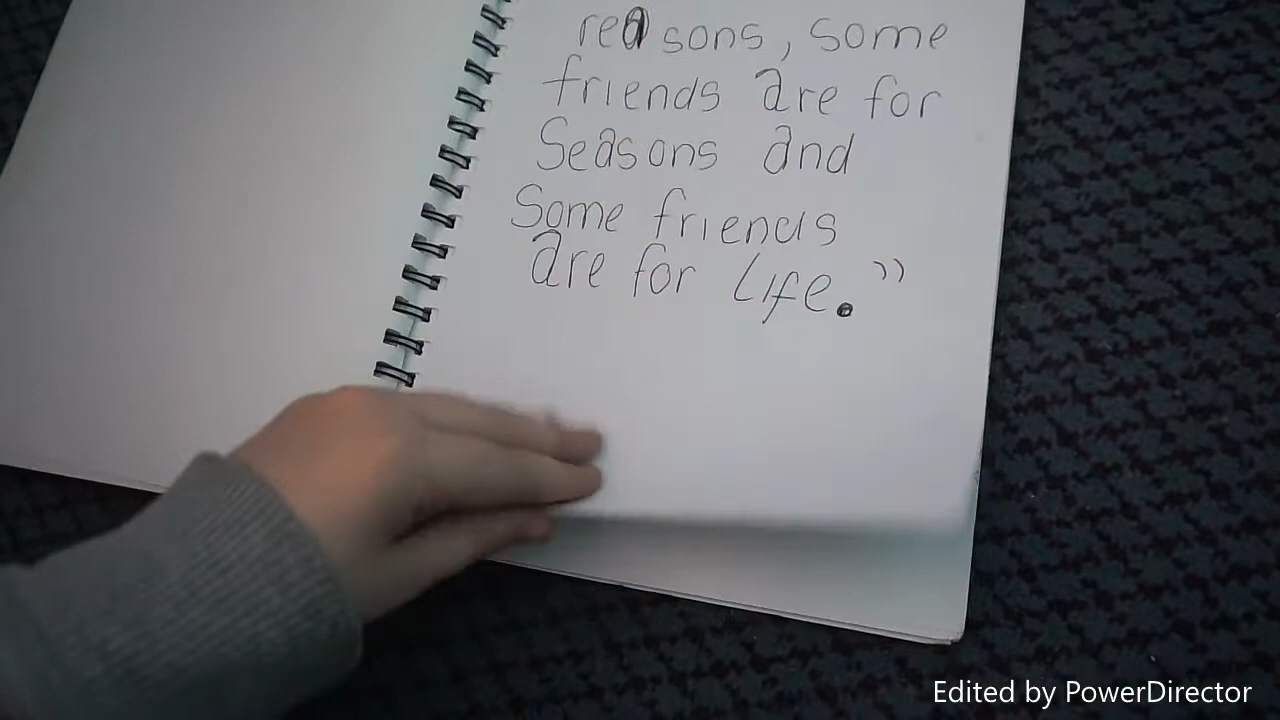 reasons, some
friends are for
Seasons and
Some friends
are for Life.”
Edited by PowerDirector